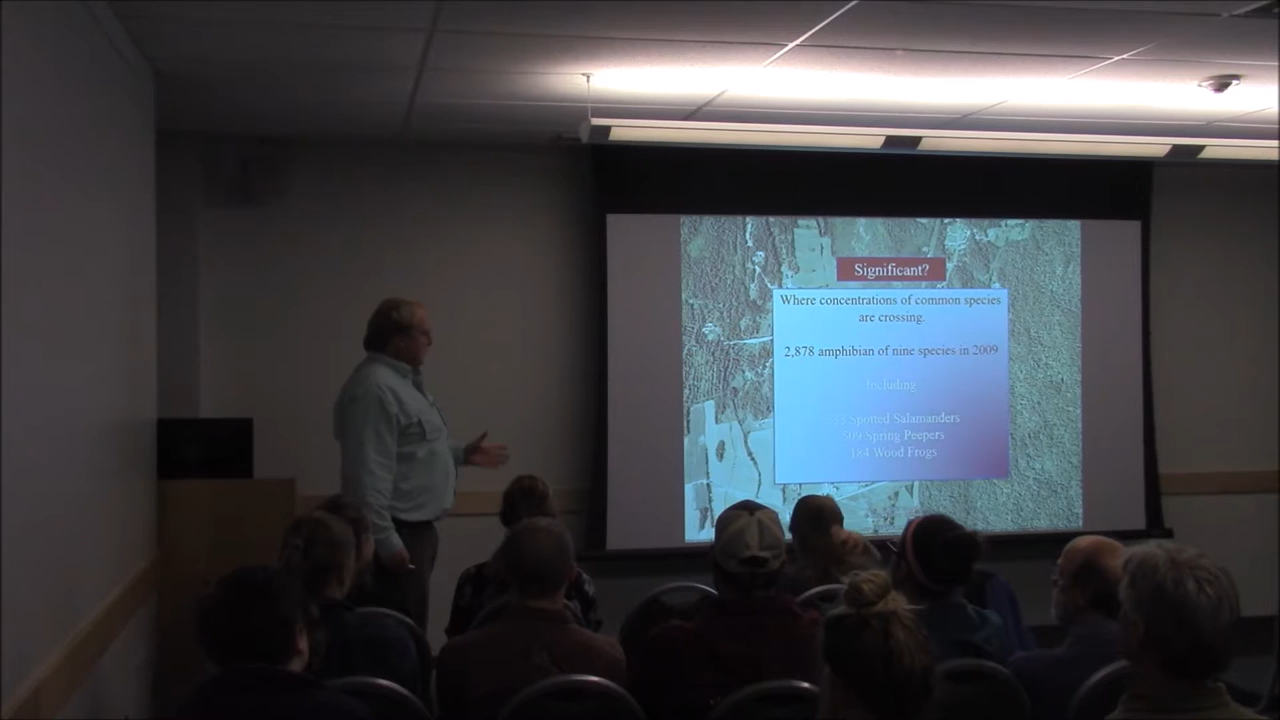 Significant?
Where concentrations of common species
are crossing.
2,878 amphibian of nine species in 2009
Including
Spotted Salamanders
509 Spring Peepers
184 Wood Frogs